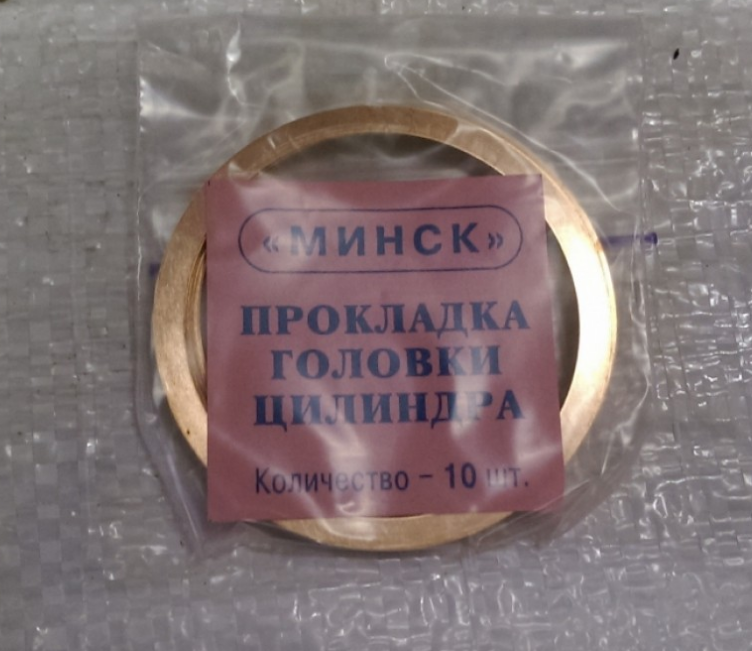 «МИНСК»
ПРОКЛАДКА
ГОЛОВКИ
ЦИЛИНДРА
Количество - 10 шт.